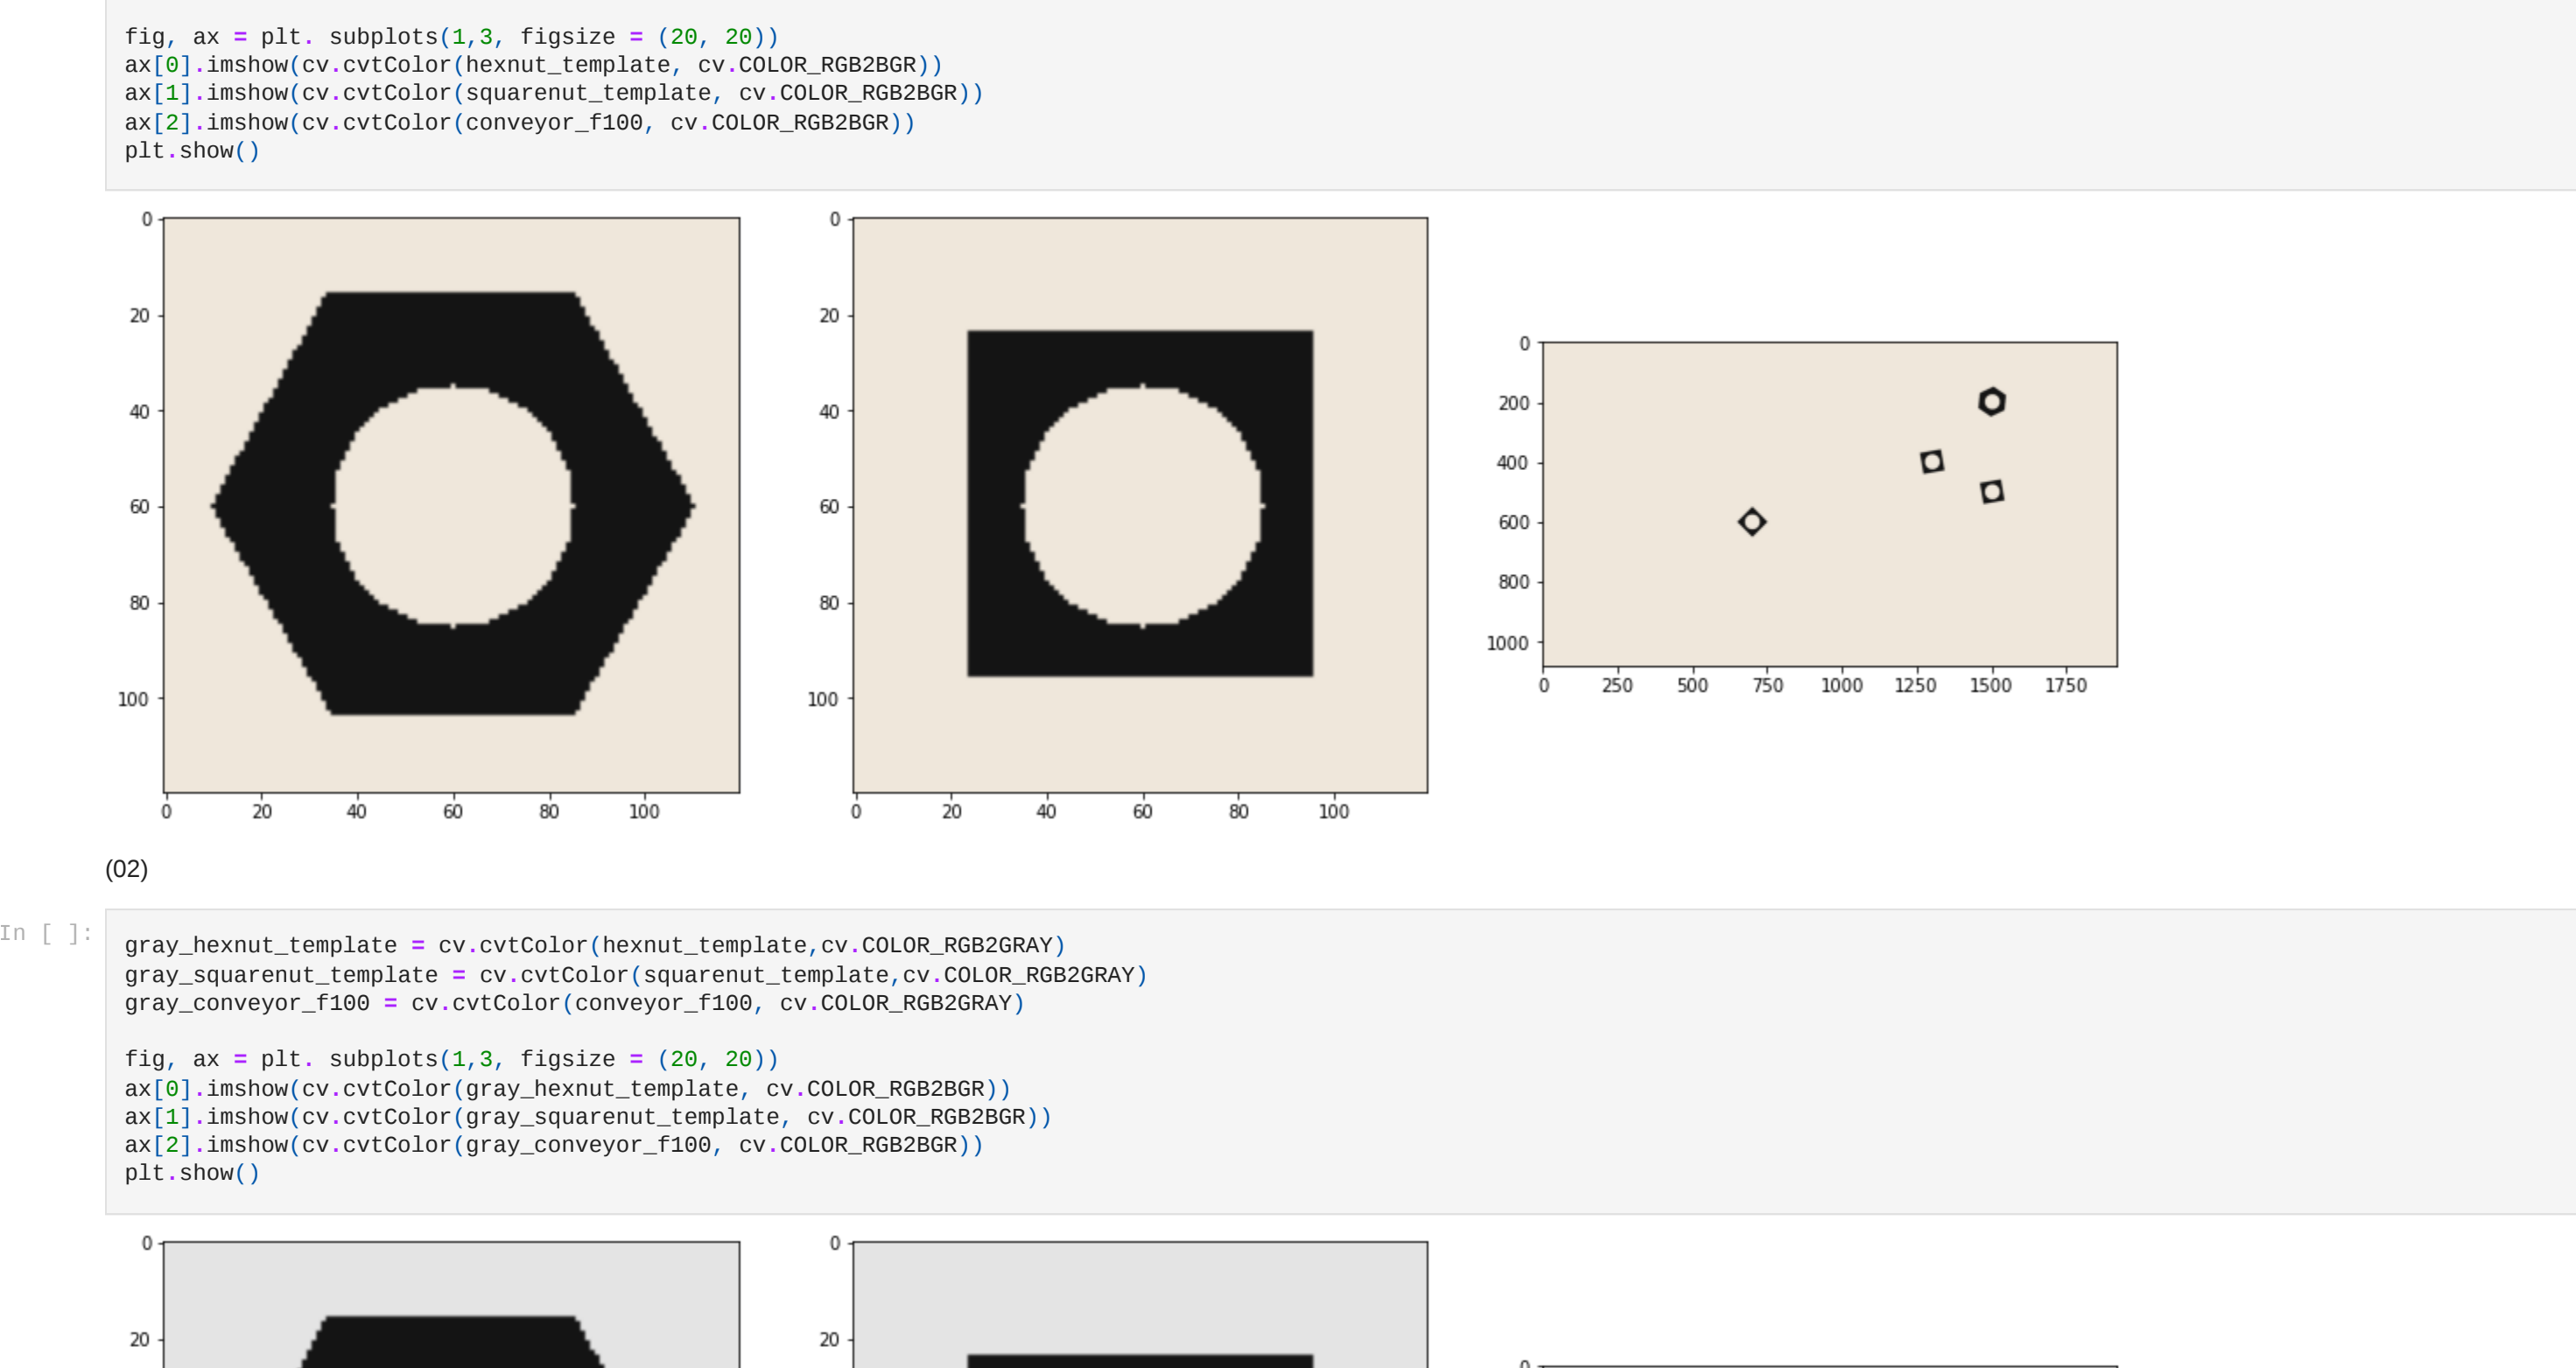 fig, ax = plt. subplots(1,3, figsize = (20, 20))
ax[0].imshow(cv.cvtColor(hexnut_template, cv.COLOR_RGB2BGR))
ax[1].imshow(cv.cvtColor(squarenut_template, cv.COLOR_RGB2BGR))
ax[2].imshow(cv.cvtColor(conveyor_f100, cv.COLOR_RGB2BGR))
plt.show()
0
20
40
60
80
100
0 20 40 60 80 100
0
20
40
60
80
100
0 20 40 60 80 100
0
200
400
600
800
1000
0 250 500 750 1000 1250 1500 1750
(02)
In [ ]:
gray_hexnut_template = cv.cvtColor(hexnut_template,cv.COLOR_RGB2GRAY)
gray_squarenut_template = cv.cvtColor(squarenut_template,cv.COLOR_RGB2GRAY)
gray_conveyor_f100 = cv.cvtColor(conveyor_f100, cv.COLOR_RGB2GRAY)
fig, ax = plt. subplots(1,3, figsize = (20, 20))
ax[0].imshow(cv.cvtColor(gray_hexnut_template, cv.COLOR_RGB2BGR))
ax[1].imshow(cv.cvtColor(gray_squarenut_template, cv.COLOR_RGB2BGR))
ax[2].imshow(cv.cvtColor(gray_conveyor_f100, cv.COLOR_RGB2BGR))
plt.show()
0
20
0
20
0